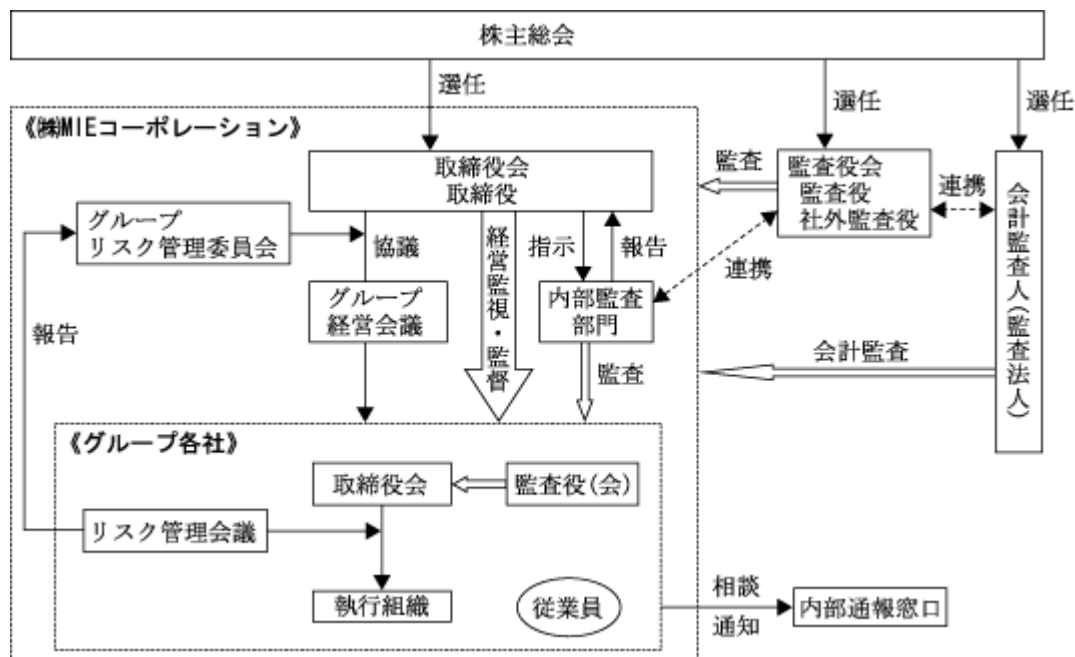 株主総会
選任
選任
選任
《㈱MIEコーポレーション》
取締役会
取締役
監査
監査役会
監査役
社外監査役
連携
会計監査人(監査法人)
グループ
リスク管理委員会
協議
経営監視・監督
指示
報告
連携
グループ
経営会議
内部監査
部門
報告
会計監査
監査
《グループ各社》
取締役会
監査役(会)
リスク管理会議
執行組織
従業員
相談
通知
内部通報窓口